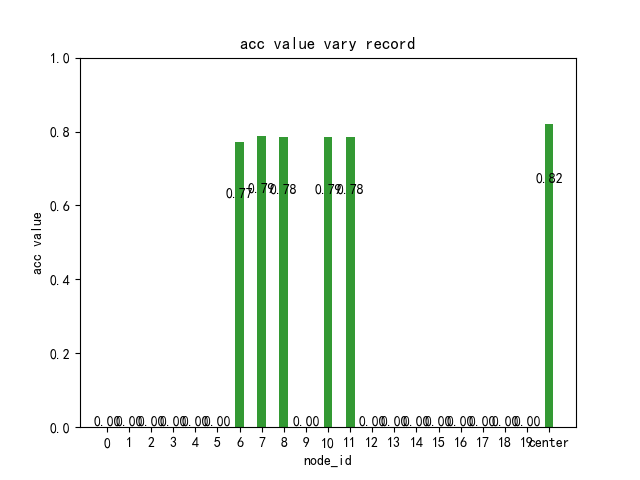 acc value vary record
1.0
0.8
0.6
0.4
0.2
0.0
acc value
0.77 0.79 0.78 0.79 0.78 0.82
0.00 0.00 0.00 0.00 0.00 0.00 0.00 0.00 0.00 0.00 0.00 0.00 0.00 0.00 0.00
0 1 2 3 4 5 6 7 8 9 10 11 12 13 14 15 16 17 18 19 center
node_id